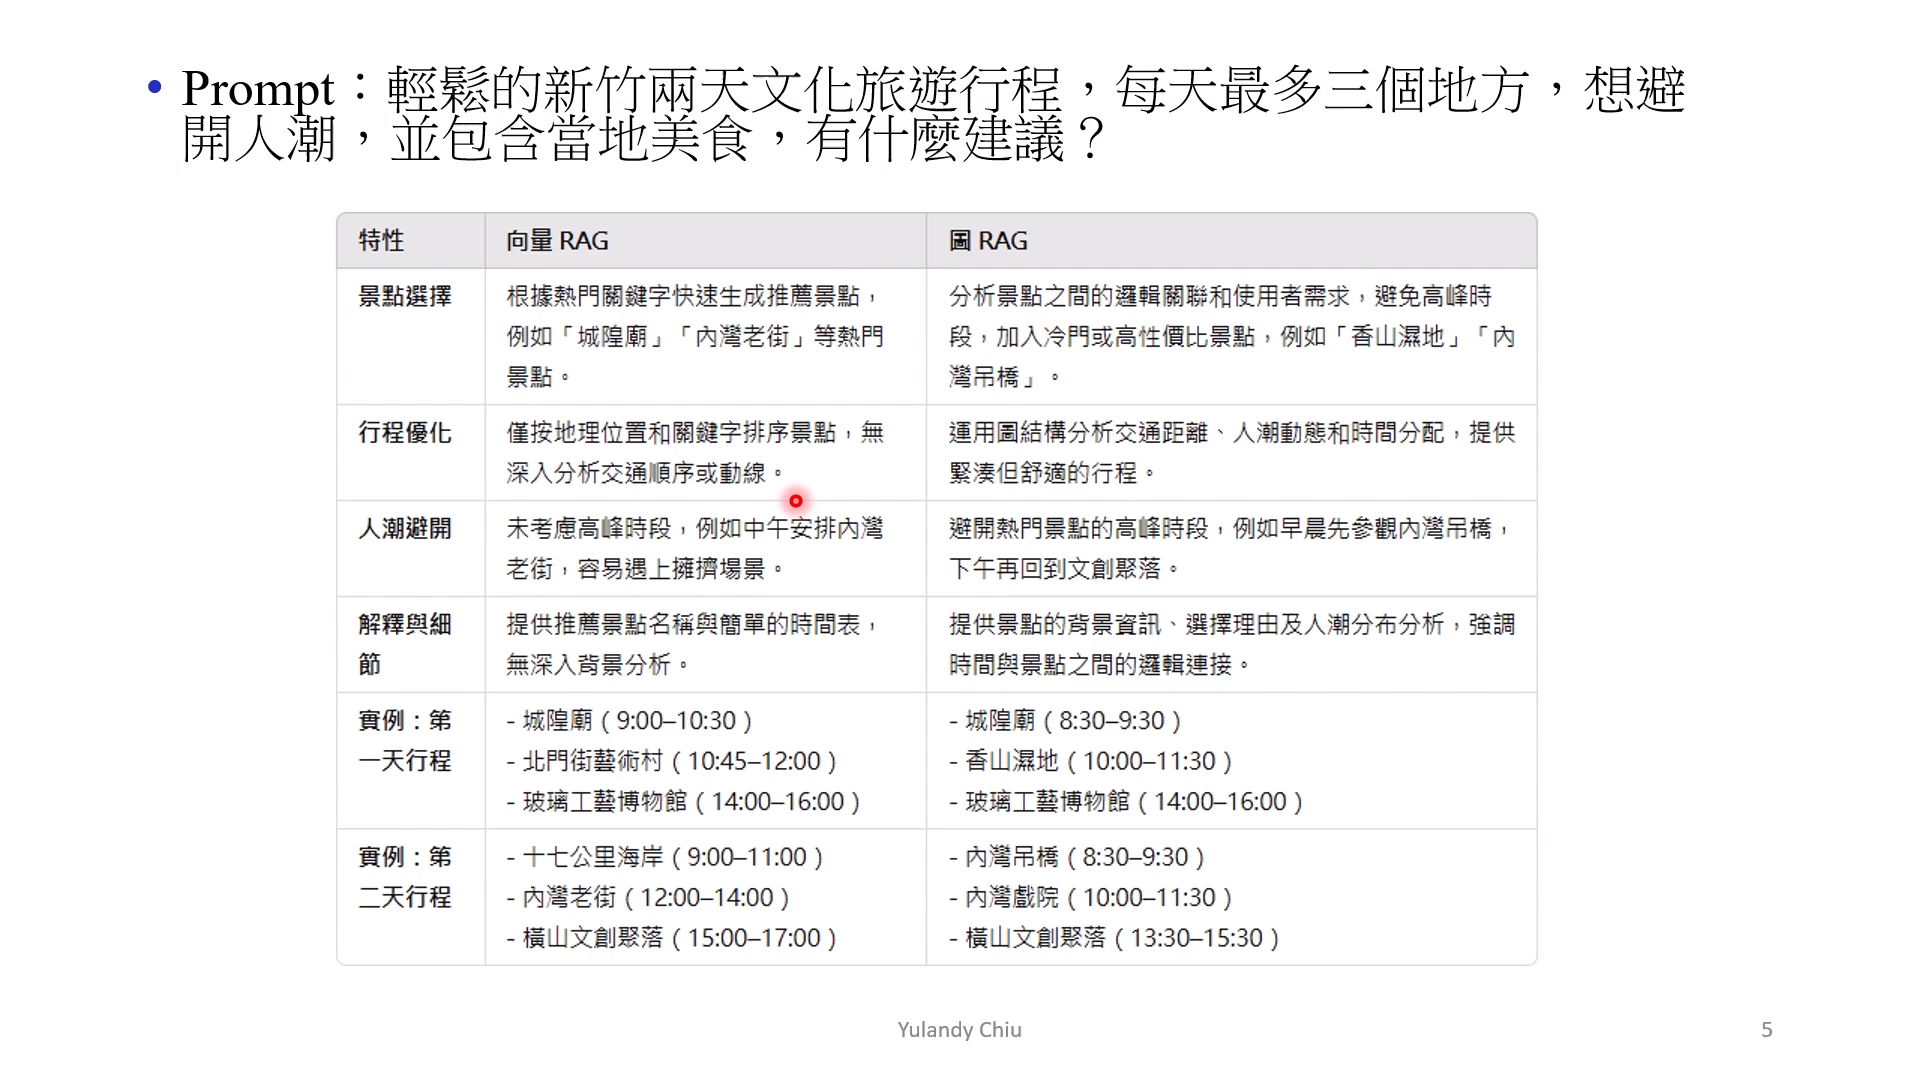 • Prompt：輕鬆的新竹兩天文化旅遊行程，每天最多三個地方，想避
開人潮，並包含當地美食，有什麼建議？
特性
向量 RAG
圖 RAG
景點選擇
根據熱門關鍵字快速生成推薦景點，
例如「城隍廟」「內灣老街」等熱門
景點。
分析景點之間的邏輯關聯和使用者需求，避免高峰時
段，加入冷門或高性價比景點，例如「香山濕地」「內
灣吊橋」。
行程優化
僅按地理位置和關鍵字排序景點，無
深入分析交通順序或動線。
運用圖結構分析交通距離、人潮動態和時間分配，提供
緊湊但舒適的行程。
人潮避開
未考慮高峰時段，例如中午安排內灣
老街，容易遇上擁擠場景。
避開熱門景點的高峰時段，例如早晨先參觀內灣吊橋，
下午再回到文創聚落。
解釋與細
節
提供推薦景點名稱與簡單的時間表，
無深入背景分析。
提供景點的背景資訊、選擇理由及人潮分布分析，強調
時間與景點之間的邏輯連接。
實例：第
一天行程
- 城隍廟（9:00–10:30）
- 北門街藝術村（10:45–12:00）
- 玻璃工藝博物館（14:00–16:00）
- 城隍廟（8:30–9:30）
- 香山濕地（10:00–11:30）
- 玻璃工藝博物館（14:00–16:00）
實例：第
二天行程
- 十七公里海岸（9:00–11:00）
- 內灣老街（12:00–14:00）
- 橫山文創聚落（15:00–17:00）
- 內灣吊橋（8:30–9:30）
- 內灣戲院（10:00–11:30）
- 橫山文創聚落（13:30–15:30）
Yulandy Chiu
5